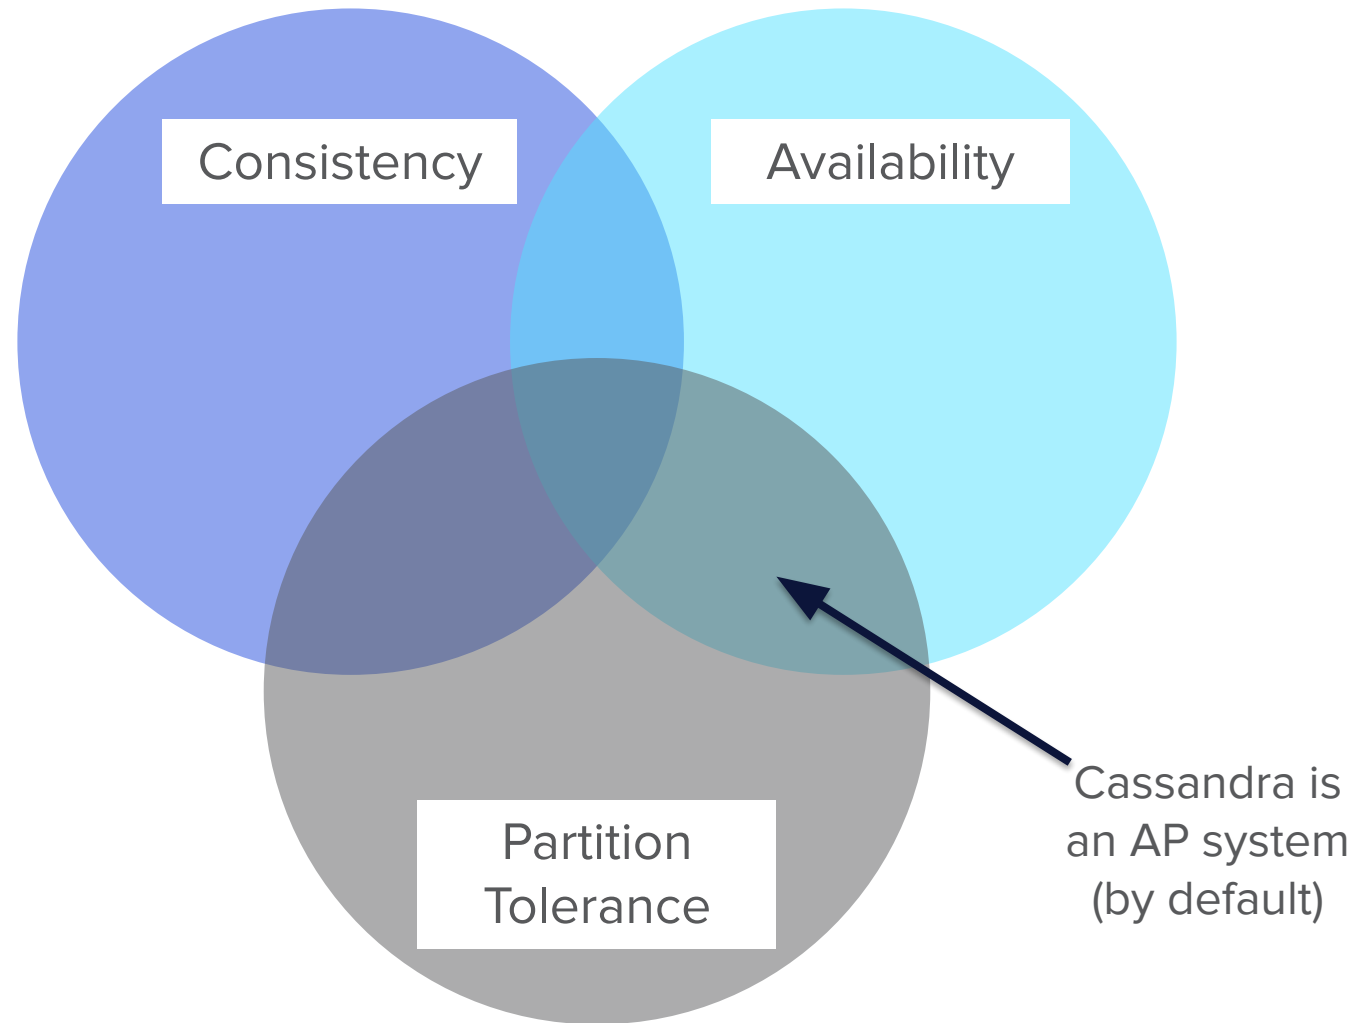 Consistency
Availability
Partition
Tolerance
Cassandra is
an AP system
(by default)